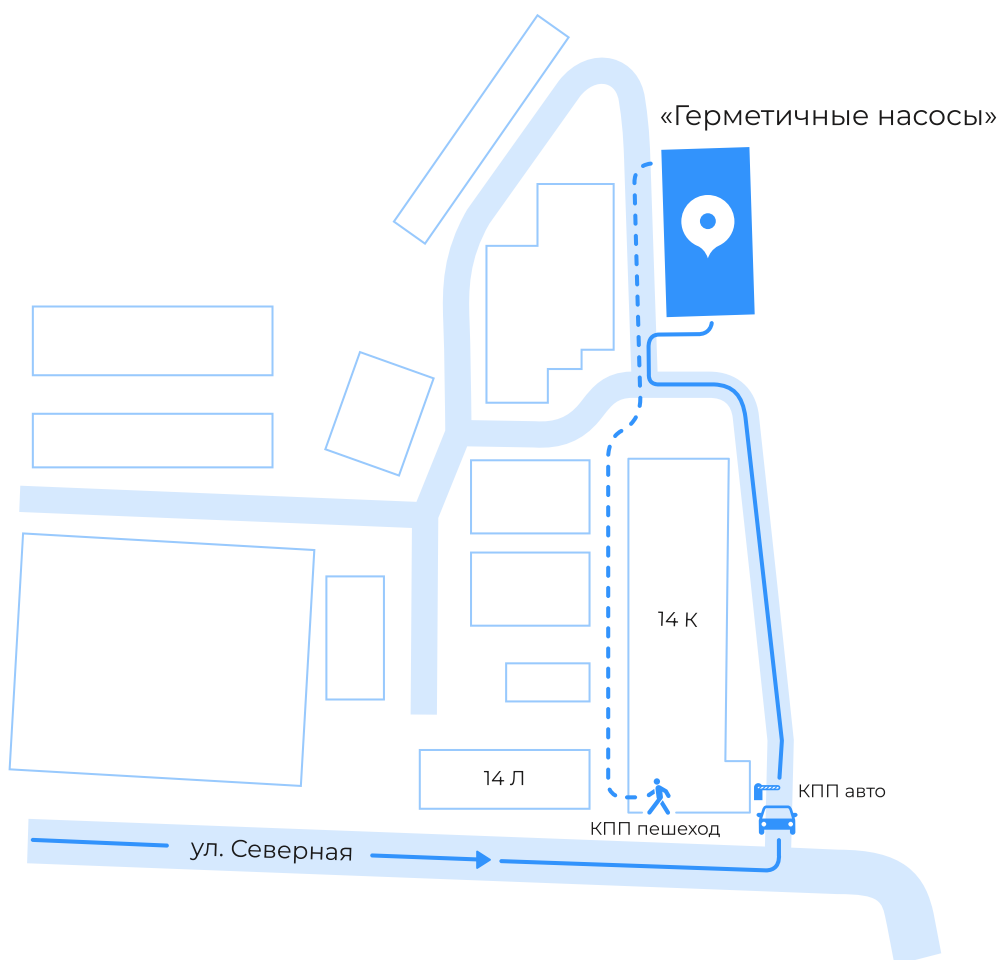 «Герметичные насосы»
14 К
14 Л
КПП авто
КПП пешеход
ул. Северная